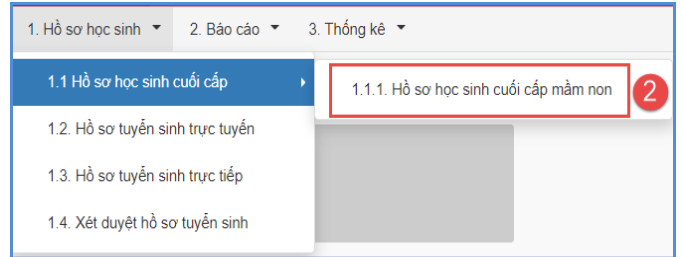 1. Hồ sơ học sinh 2. Báo cáo 3. Thống kê
1.1 Hồ sơ học sinh cuối cấp
1.1.1. Hồ sơ học sinh cuối cấp mầm non 2
1.2. Hồ sơ tuyển sinh trực tuyến
1.3. Hồ sơ tuyển sinh trực tiếp
1.4. Xét duyệt hồ sơ tuyển sinh